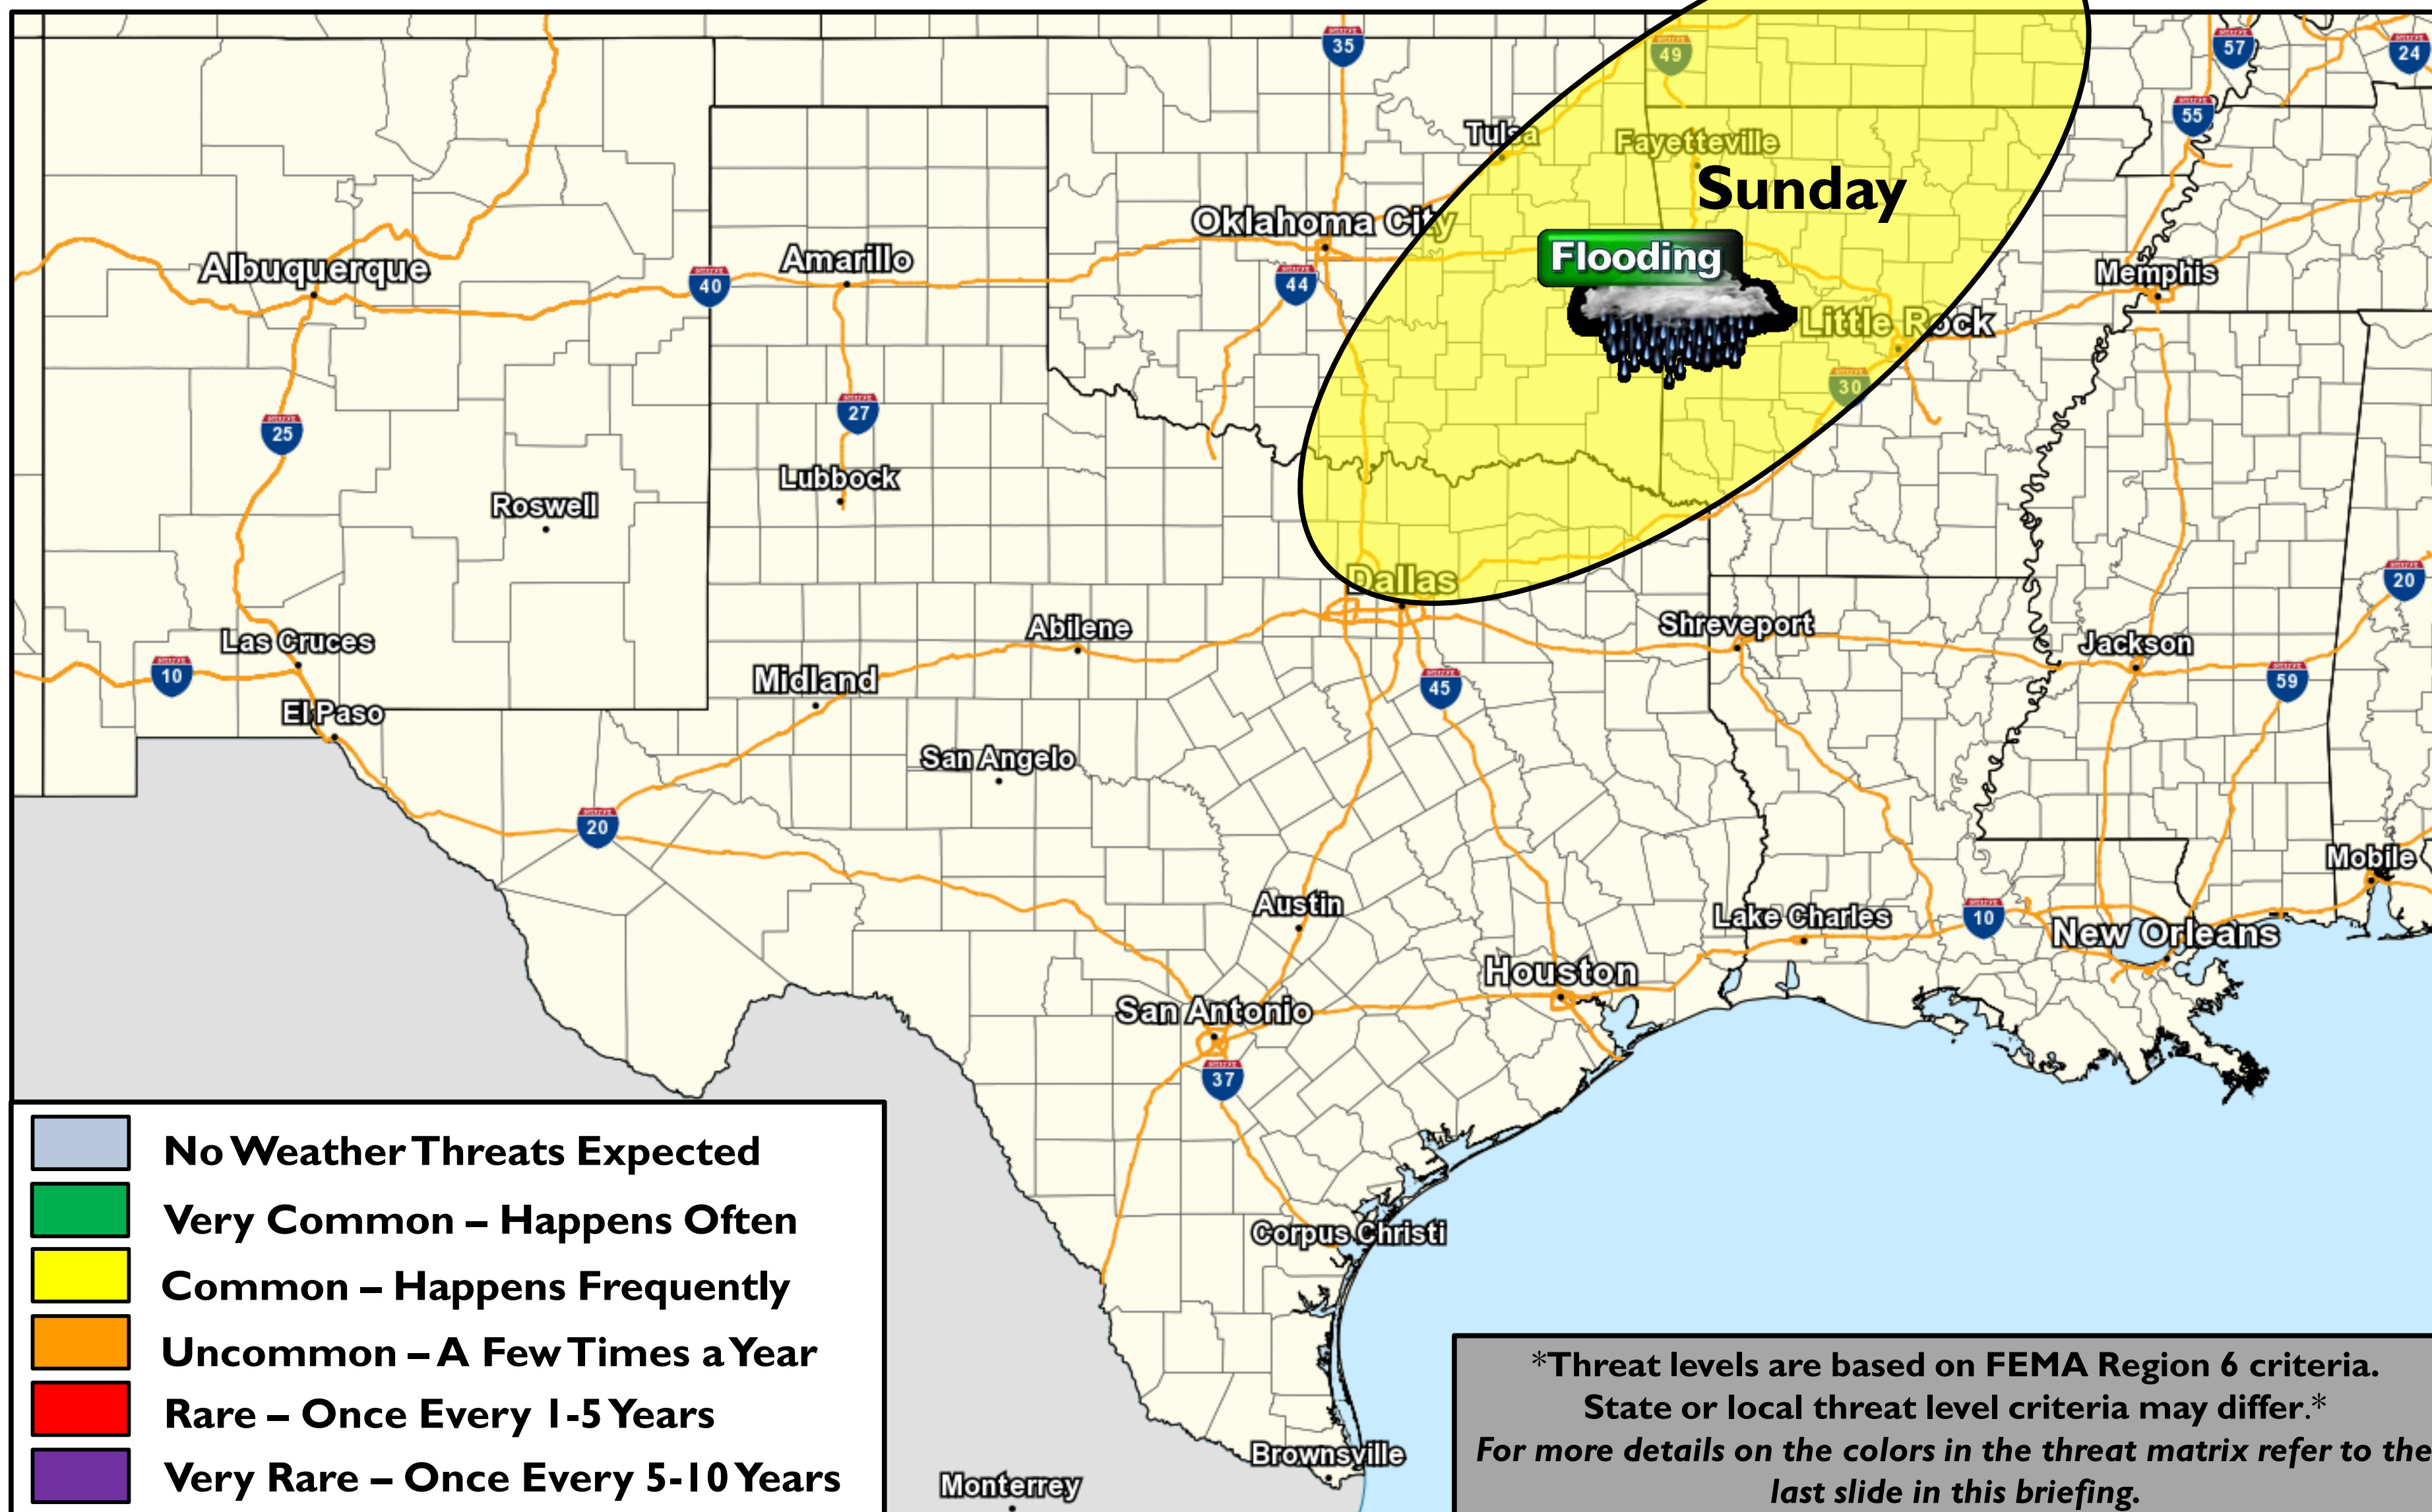 35
49
57
24
55
Tulsa
Fayetteville
Sunday
Oklahoma City
Flooding
Albuquerque
Amarillo
40
44
Memphis
Little Rock
30
27
25
Lubbock
Roswell
Dallas
20
Las Cruces
Abilene
Shreveport
Jackson
10
Midland
45
59
El Paso
San Angelo
20
Mobile
Austin
Lake Charles
10
New Orleans
Houston
San Antonio
37
No Weather Threats Expected
Very Common – Happens Often
Common – Happens Frequently
Uncommon – A Few Times a Year
Rare – Once Every 1-5 Years
Very Rare – Once Every 5-10 Years
Corpus Christi
Brownsville
Monterrey
*Threat levels are based on FEMA Region 6 criteria.
State or local threat level criteria may differ.*
For more details on the colors in the threat matrix refer to the
last slide in this briefing.